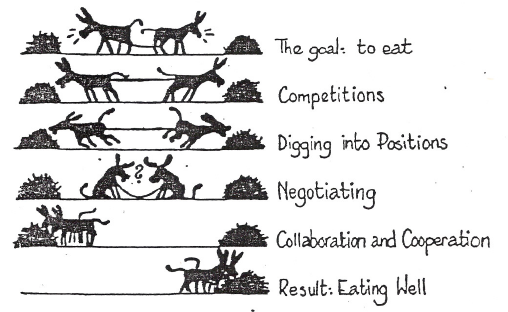 The goal: to eat
Competitions
Digging into Positions
?
Negotiating
Collaboration and Cooperation
Result: Eating Well